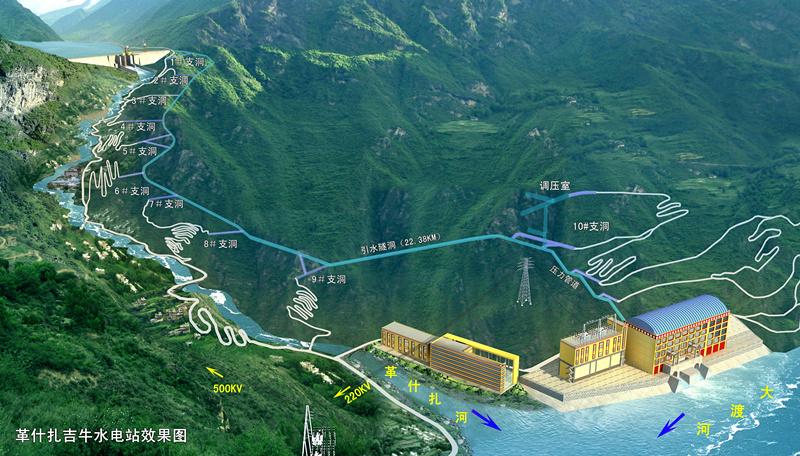 1#支洞
2#支洞
3#支洞
4#支洞
5#支洞
6#支洞
7#支洞
8#支洞
9#支洞
引水隧洞（22.38KM）
调压室
10#支洞
压力管道
500KV
220KV
革什扎河
大渡河
革什扎吉牛水电站效果图